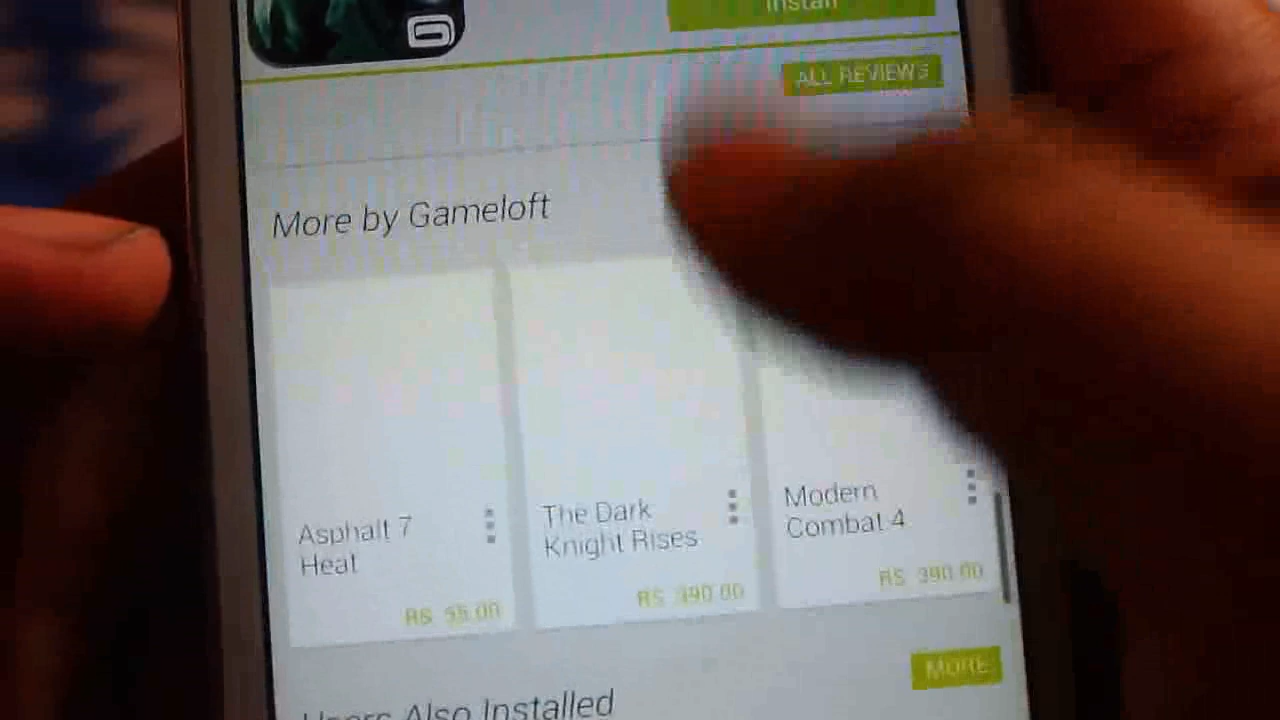 Install
ALL REVIEWS
More by Gameloft
Asphalt 7
Heat
RS 55.00
The Dark
Knight Rises
RS 390.00
Modern
Combat 4
RS 390.00
MORE
Users Also Installed